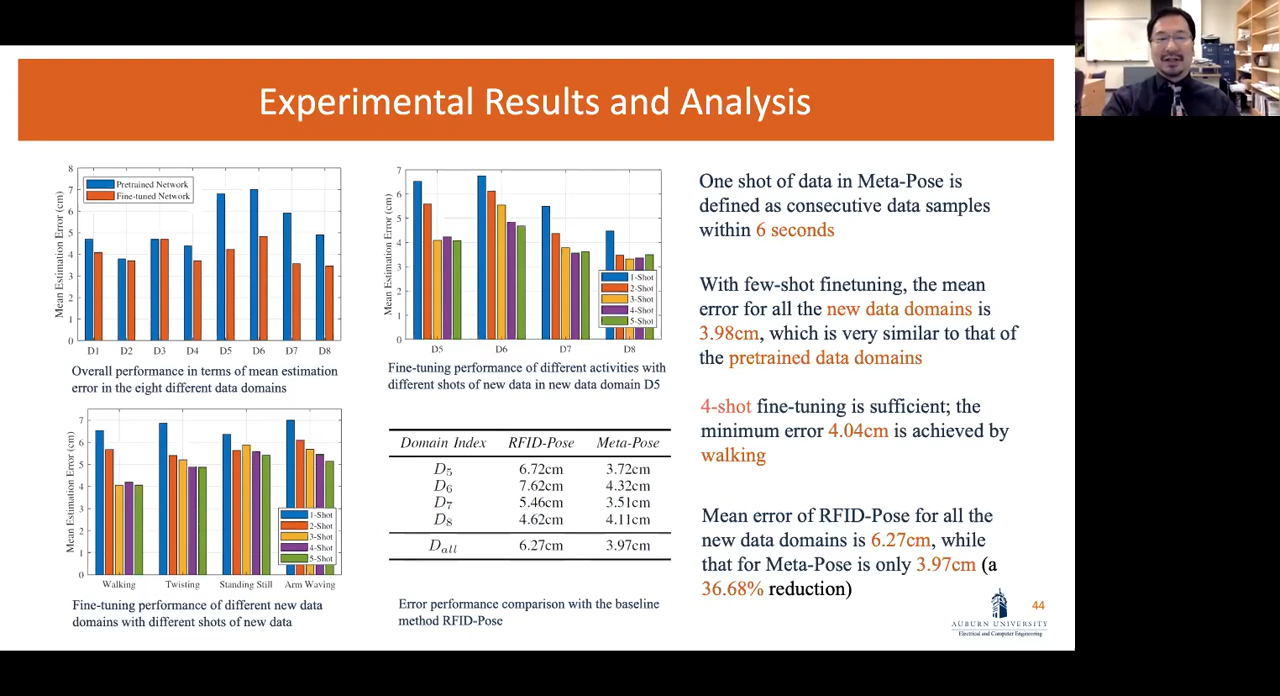 Experimental Results and Analysis
8
7
6
5
4
3
2
1
0
Mean Estimation Error (cm)
Pretrained Network
Fine-tuned Network
D1 D2 D3 D4 D5 D6 D7 D8
Overall performance in terms of mean estimation
error in the eight different data domains
7
6
5
4
3
2
1
0
Mean Estimation Error (cm)
1-Shot
2-Shot
3-Shot
4-Shot
5-Shot
D5 D6 D7 D8
Fine-tuning performance of different activities with
different shots of new data in new data domain D5
7
6
5
4
3
2
1
0
Mean Estimation Error (cm)
1-Shot
2-Shot
3-Shot
4-Shot
5-Shot
Walking Twisting Standing Still Arm Waving
Fine-tuning performance of different new data
domains with different shots of new data
Domain Index RFID-Pose Meta-Pose
D5 6.72cm 3.72cm
D6 7.62cm 4.32cm
D7 5.46cm 3.51cm
D8 4.62cm 4.11cm
Dall 6.27cm 3.97cm
Error performance comparison with the baseline
method RFID-Pose
One shot of data in Meta-Pose is
defined as consecutive data samples
within 6 seconds
With few-shot finetuning, the mean
error for all the new data domains is
3.98cm, which is very similar to that of
the pretrained data domains
4-shot fine-tuning is sufficient; the
minimum error 4.04cm is achieved by
walking
Mean error of RFID-Pose for all the
new data domains is 6.27cm, while
that for Meta-Pose is only 3.97cm (a
36.68% reduction)
44
AUBURN UNIVERSITY
Electrical and Computer Engineering